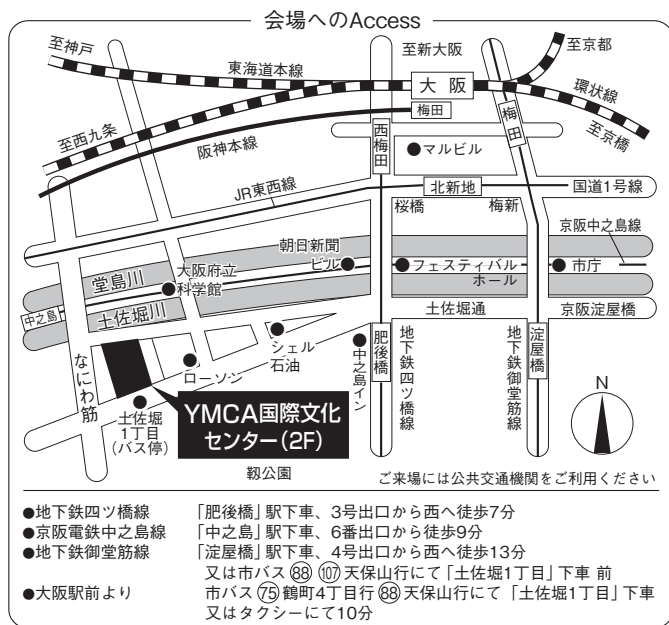 会場へのAccess
至神戸
東海道本線
至新大阪
至京都
大阪
環状線
梅田
梅田
至西九条
阪神本線
西梅田
マルビル
至京橋
JR東西線
北新地
国道1号線
桜橋
梅新
京阪中之島線
朝日新聞
ビル
フェスティバル
ホール
市庁
堂島川
大阪府立
科学館
中之島
土佐堀川
土佐堀通
京阪淀屋橋
なにわ筋
シェル
石油
ローソン
中之島イン
肥後橋
地下鉄四ツ橋線
地下鉄御堂筋線
淀屋橋
N
土佐堀
1丁目
(バス停)
YMCA国際文化
センター(2F)
靱公園
ご来場には公共交通機関をご利用ください
●地下鉄四ツ橋線 「肥後橋」駅下車、3号出口から西へ徒歩7分
●京阪電鉄中之島線 「中之島」駅下車、6番出口から徒歩9分
●地下鉄御堂筋線 「淀屋橋」駅下車、4号出口から西へ徒歩13分
又は市バス 88 107 天保山行にて「土佐堀1丁目」下車 前
●大阪駅前より 市バス 75 鶴町4丁目行 88 天保山行にて 「土佐堀1丁目」下車
又はタクシーにて10分